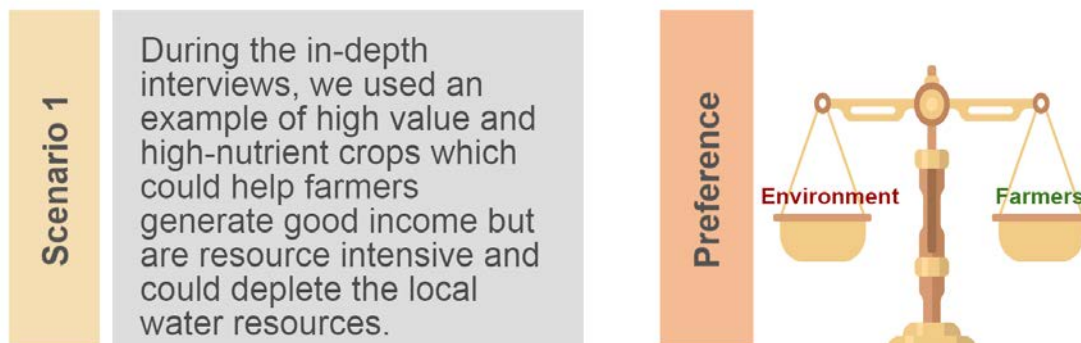 Scenario 1
During the in-depth
interviews, we used an
example of high value and
high-nutrient crops which
could help farmers
generate good income but
are resource intensive and
could deplete the local
water resources.
Preference
Environment
Farmers